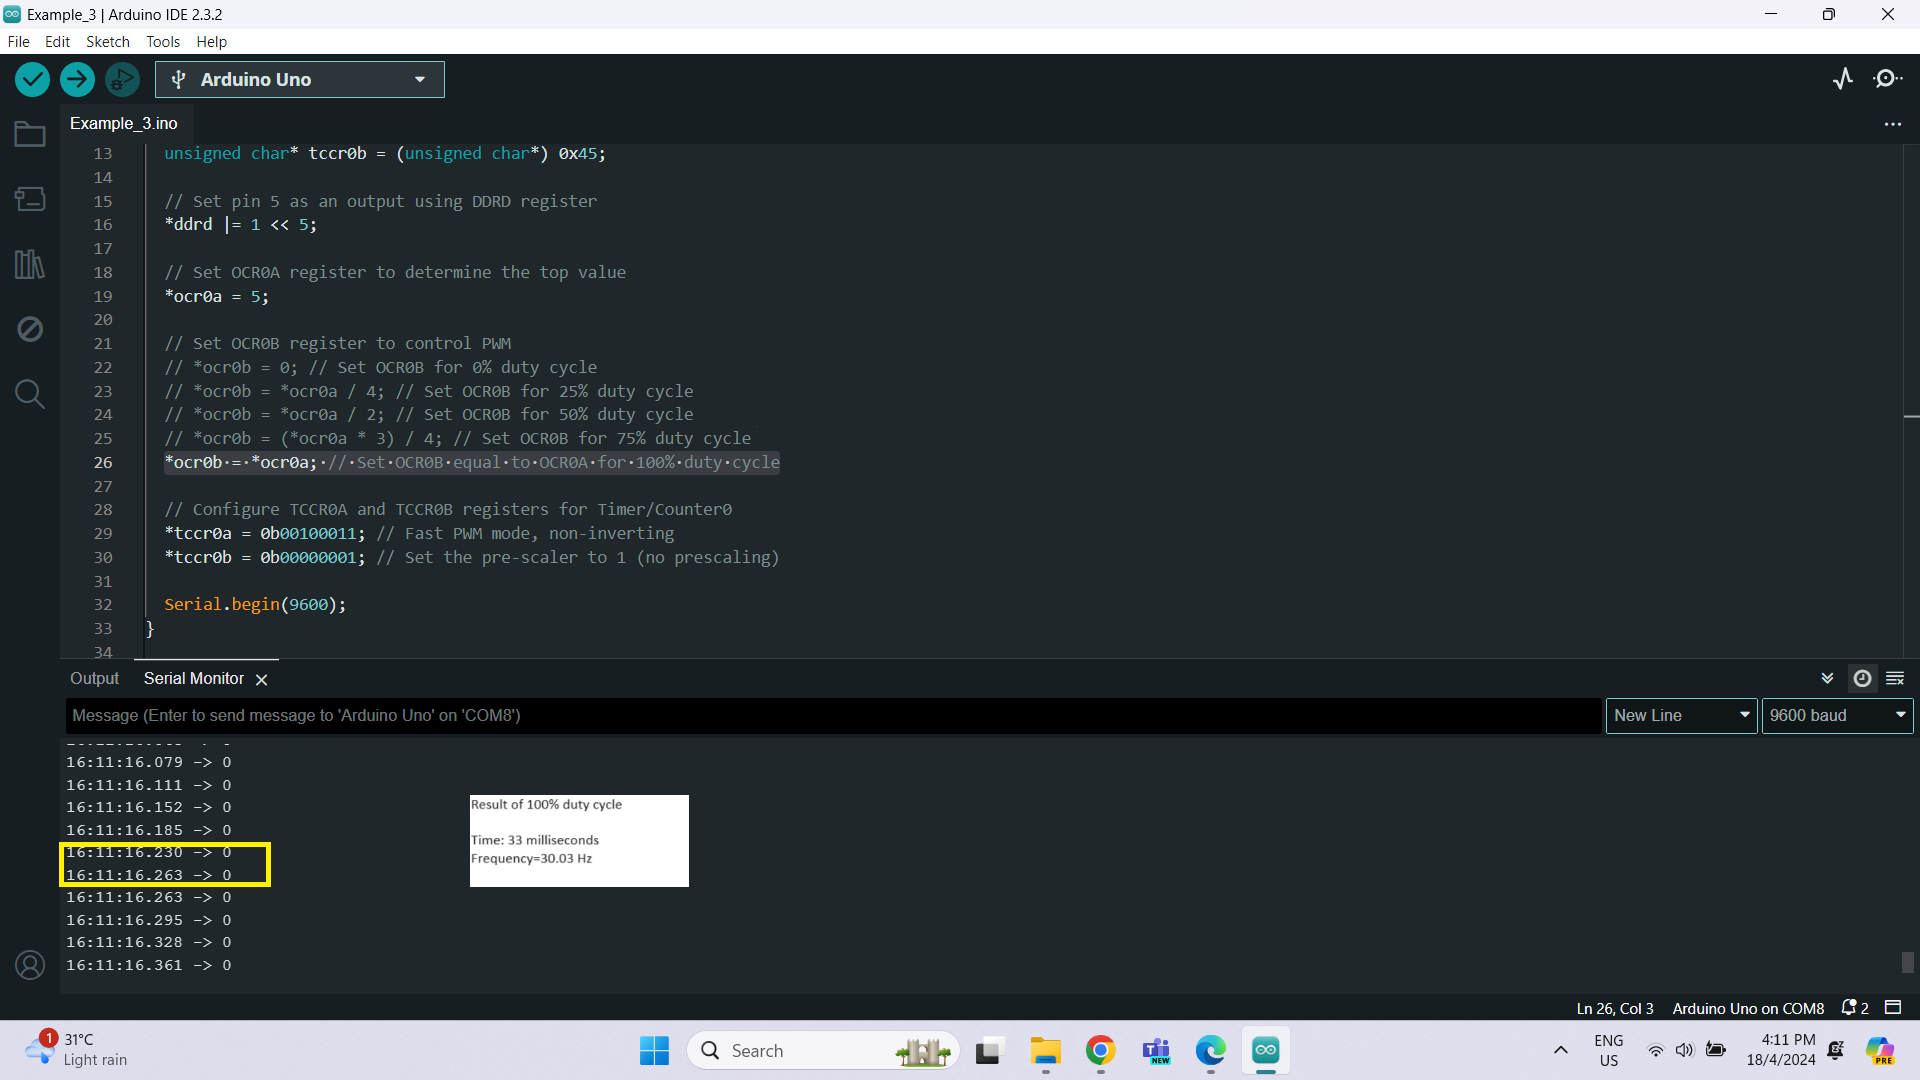 Example_3 | Arduino IDE 2.3.2
File Edit Sketch Tools Help
Arduino Uno
Example_3.ino
13 unsigned char* tccr0b = (unsigned char*) 0x45;
14
15 // Set pin 5 as an output using DDRD register
16 *ddrd |= 1 << 5;
17
18 // Set OCR0A register to determine the top value
19 *ocr0a = 5;
20
21 // Set OCR0B register to control PWM
22 // *ocr0b = 0; // Set OCR0B for 0% duty cycle
23 // *ocr0b = *ocr0a / 4; // Set OCR0B for 25% duty cycle
24 // *ocr0b = *ocr0a / 2; // Set OCR0B for 50% duty cycle
25 // *ocr0b = (*ocr0a * 3) / 4; // Set OCR0B for 75% duty cycle
26 *ocr0b·=·*ocr0a;·//·Set·OCR0B·equal·to·OCR0A·for·100%·duty·cycle
27
28 // Configure TCCR0A and TCCR0B registers for Timer/Counter0
29 *tccr0a = 0b00100011; // Fast PWM mode, non-inverting
30 *tccr0b = 0b00000001; // Set the pre-scaler to 1 (no prescaling)
31
32 Serial.begin(9600);
33 }
34
Output Serial Monitor
Message (Enter to send message to 'Arduino Uno' on 'COM8')
New Line 9600 baud
16:11:16.079 -> 0
16:11:16.111 -> 0
16:11:16.152 -> 0
16:11:16.185 -> 0
16:11:16.230 -> 0
16:11:16.263 -> 0
16:11:16.263 -> 0
16:11:16.295 -> 0
16:11:16.328 -> 0
16:11:16.361 -> 0
Result of 100% duty cycle
Time: 33 milliseconds
Frequency=30.03 Hz
Ln 26, Col 3 Arduino Uno on COM8 2
1
31°C
Light rain
Search
NEW
ENG
US
4:11 PM
18/4/2024
PRE